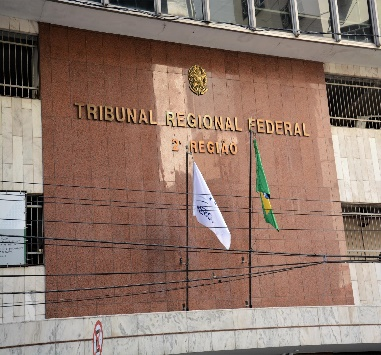 TRIBUNAL REGIONAL FEDERAL
2ª REGIÃO